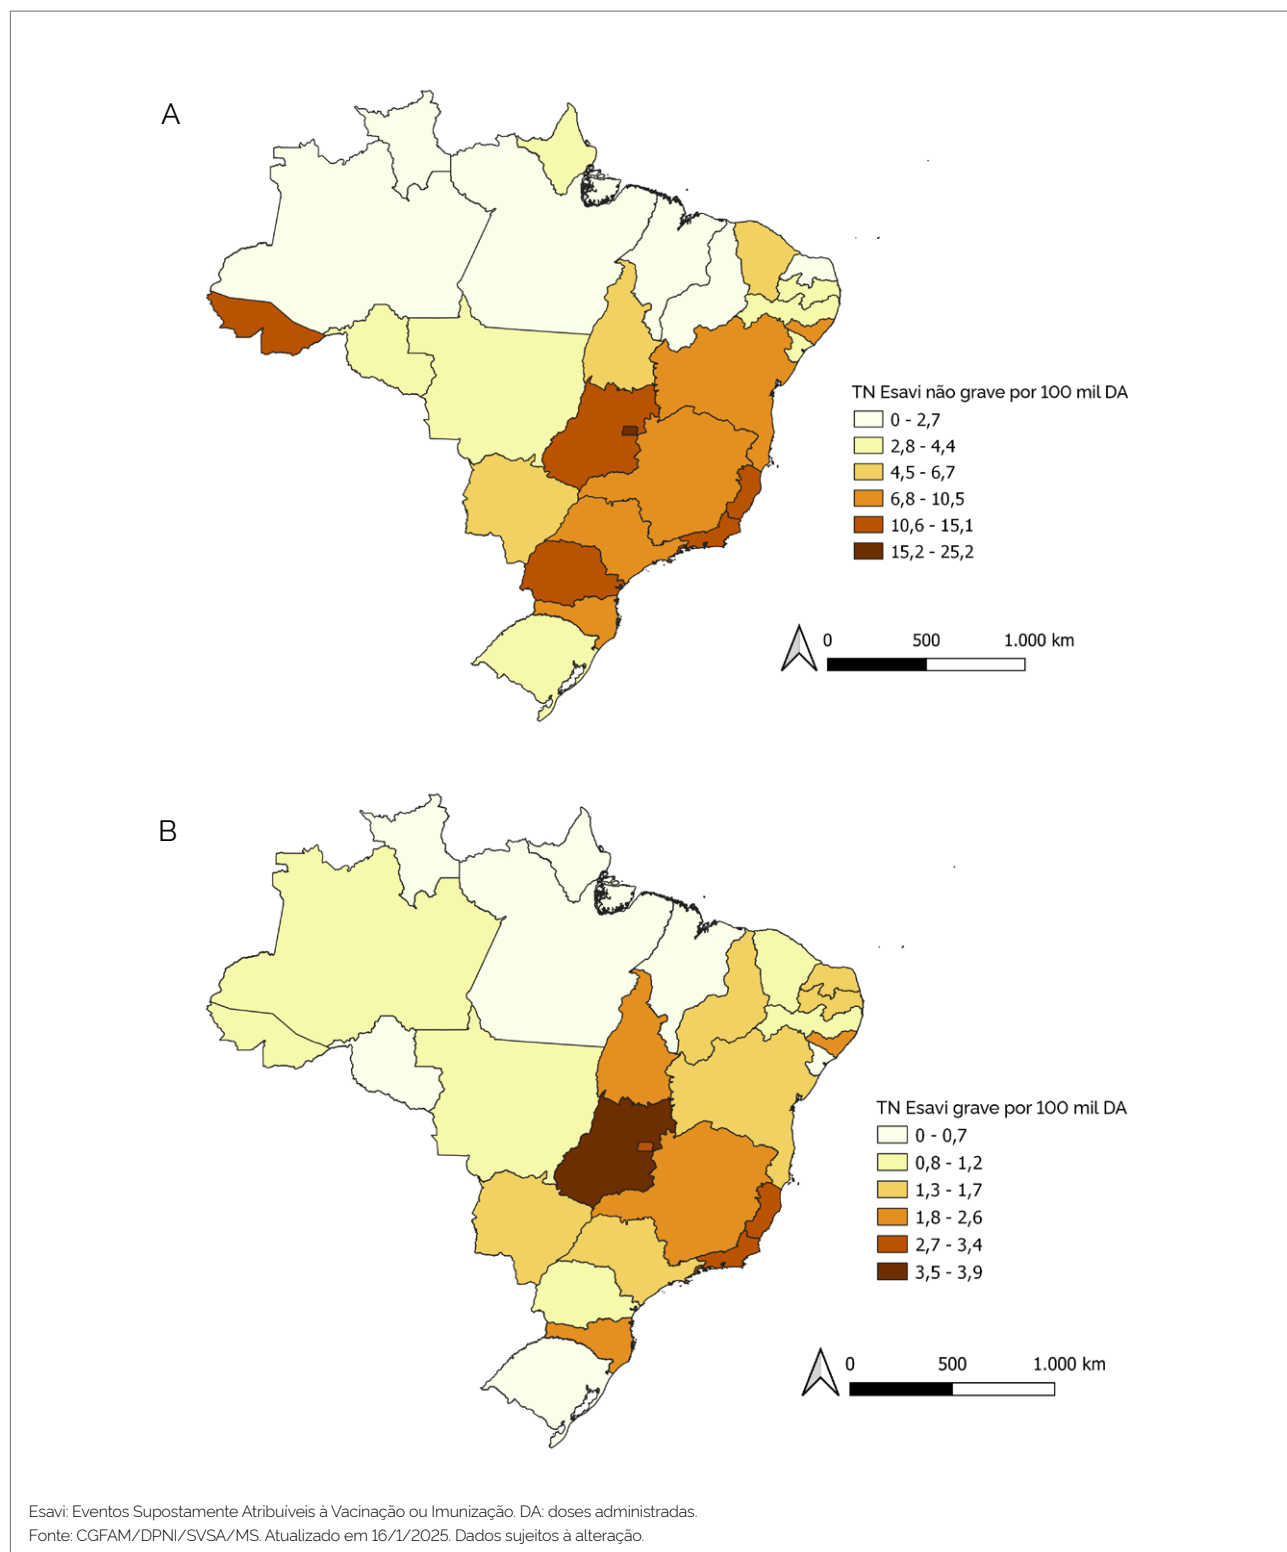 A
TN Esavi não grave por 100 mil DA
0 - 2,7
2,8 - 4,4
4,5 - 6,7
6,8 - 10,5
10,6 - 15,1
15,2 - 25,2
0 500 1.000 km
B
TN Esavi grave por 100 mil DA
0 - 0,7
0,8 - 1,2
1,3 - 1,7
1,8 - 2,6
2,7 - 3,4
3,5 - 3,9
0 500 1.000 km
Esavi: Eventos Supostamente Atribuíveis à Vacinação ou Imunização. DA: doses administradas.
Fonte: CGFAM/DPNI/SVSA/MS. Atualizado em 16/1/2025. Dados sujeitos à alteração.